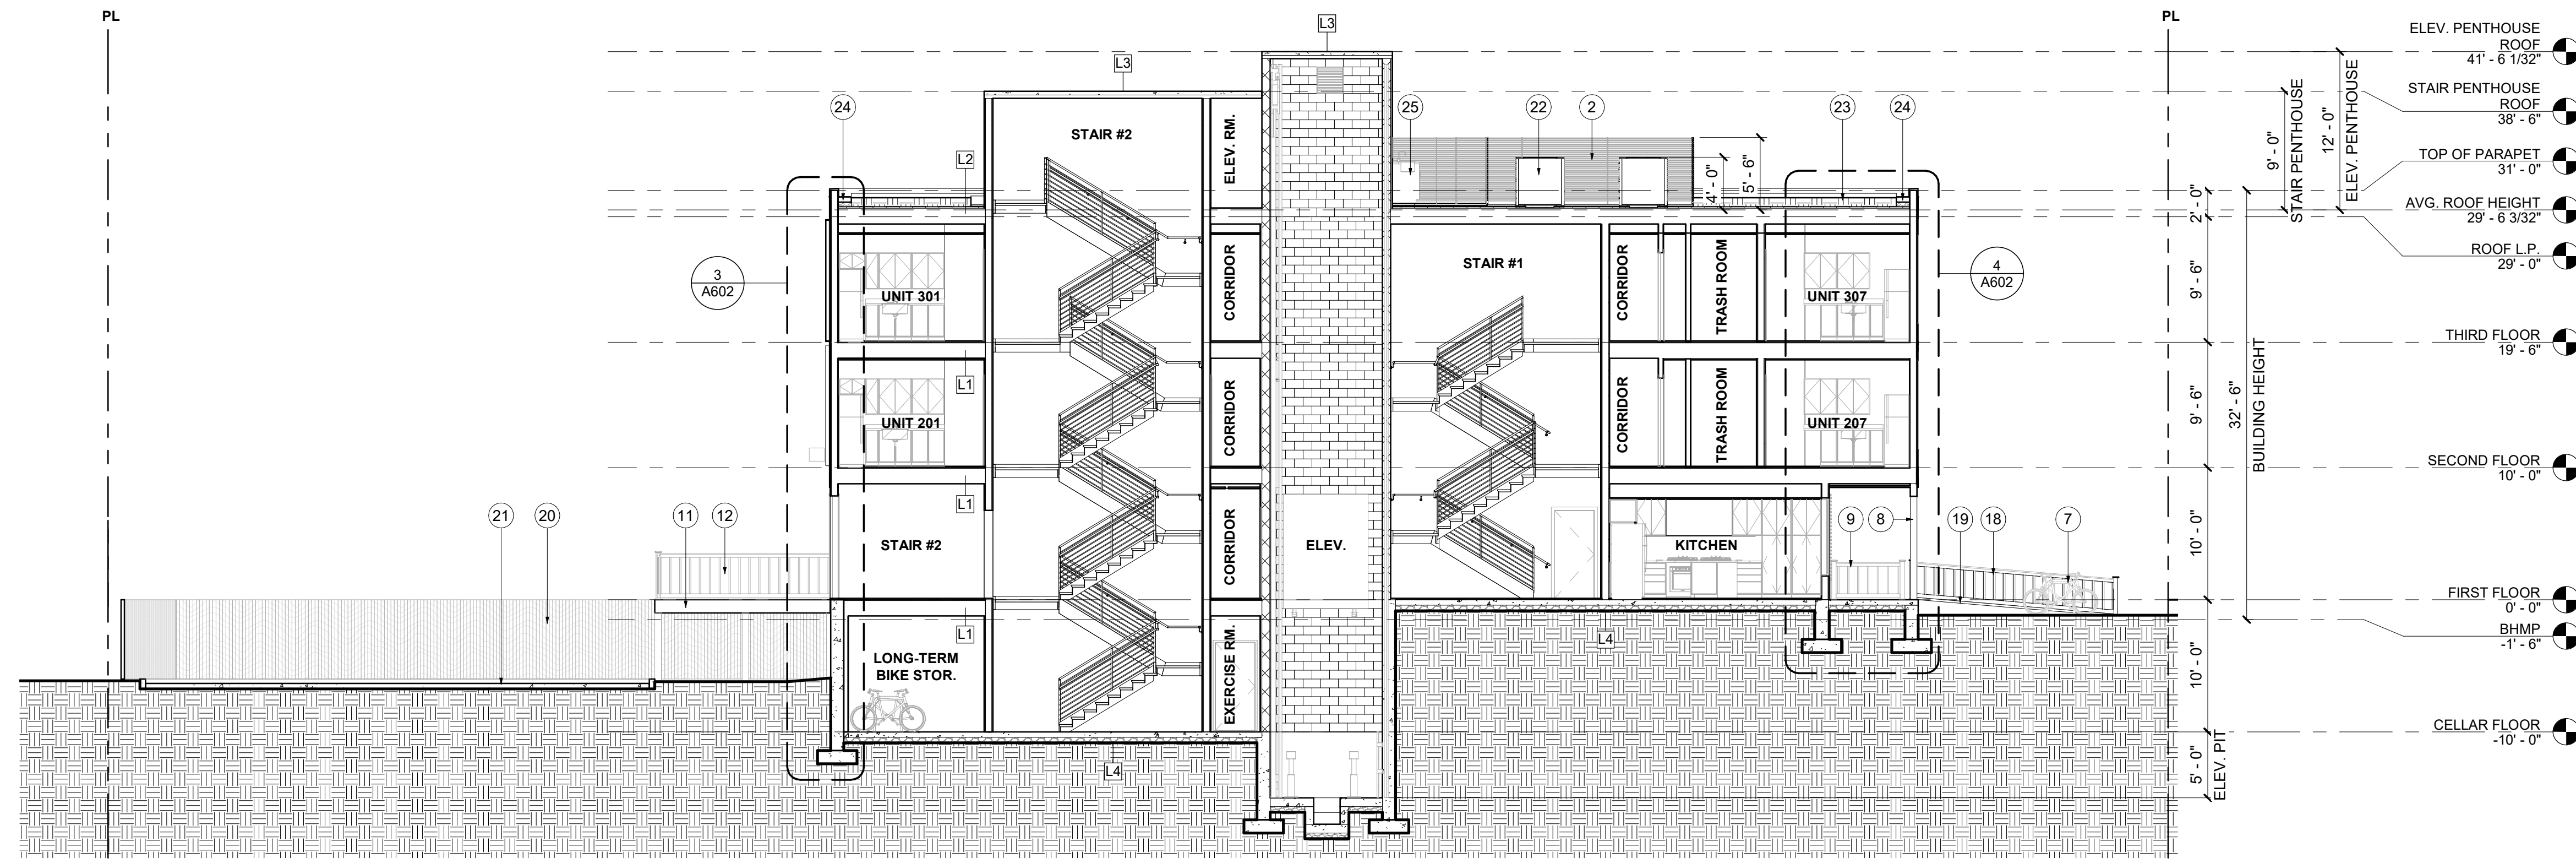 PL
PL
L3
L3
ELEV. PENTHOUSE
ROOF
41' - 6 1/32"
STAIR PENTHOUSE
ROOF
38' - 6"
TOP OF PARAPET
31' - 0"
AVG. ROOF HEIGHT
29' - 6 3/32"
ROOF L.P.
29' - 0"
THIRD FLOOR
19' - 6"
SECOND FLOOR
10' - 0"
FIRST FLOOR
0' - 0"
BHMP
-1' - 6"
CELLAR FLOOR
-10' - 0"
12' - 0"
ELEV. PENTHOUSE
9' - 0"
STAIR PENTHOUSE
32' - 6"
BUILDING HEIGHT
2' - 0"
9' - 6"
9' - 6"
10' - 0"
10' - 0"
5' - 0"
ELEV. PIT
24
25
22
2
23
24
4' - 0"
5' - 6"
STAIR #2
ELEV. RM.
L2
3
A602
4
A602
UNIT 301
CORRIDOR
STAIR #1
CORRIDOR
TRASH ROOM
UNIT 307
L1
UNIT 201
CORRIDOR
CORRIDOR
TRASH ROOM
UNIT 207
L1
21
20
11
12
STAIR #2
CORRIDOR
ELEV.
KITCHEN
9
8
19
18
7
L1
LONG-TERM
BIKE STOR.
EXERCISE RM.
L4
L4